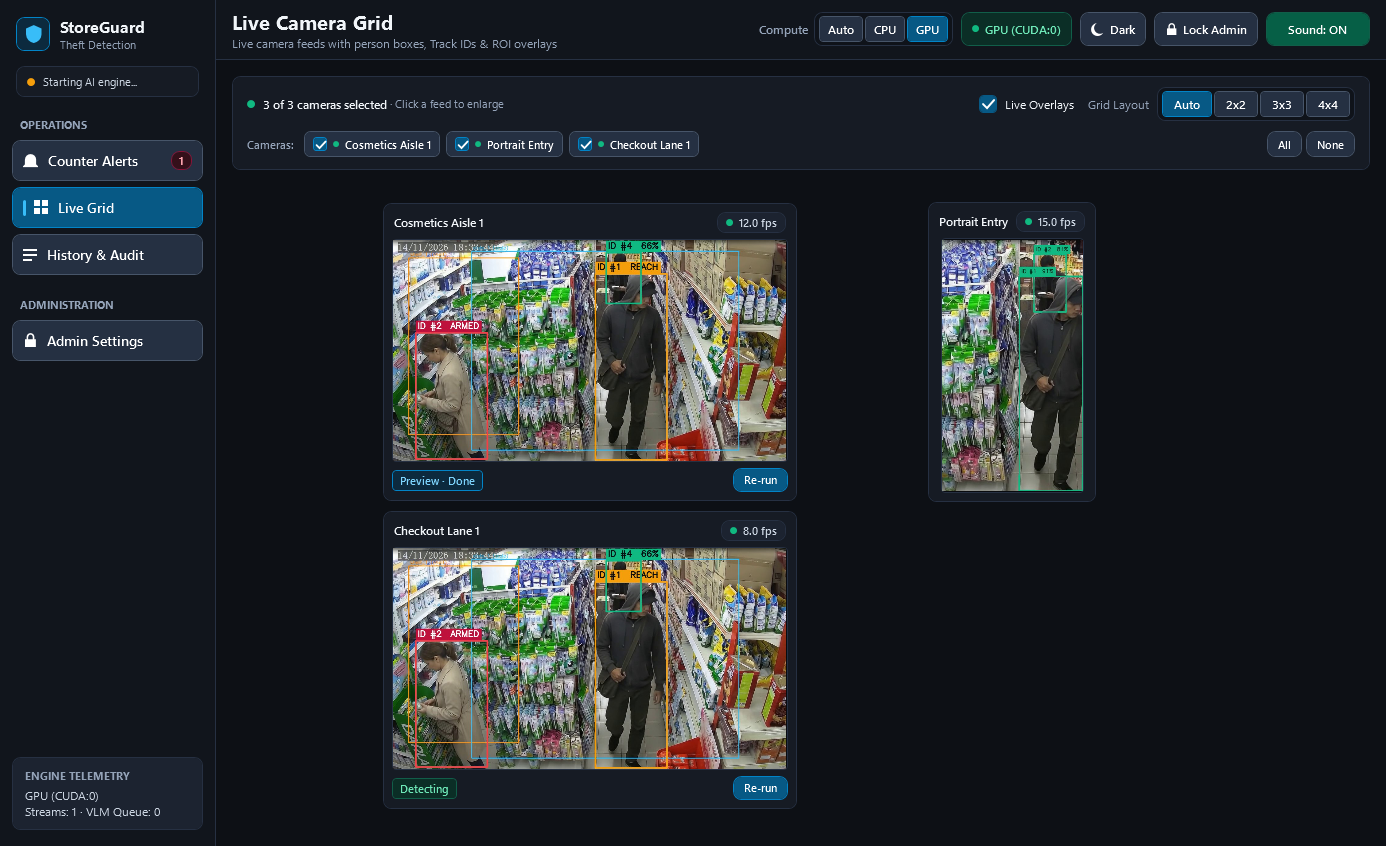 StoreGuard
Theft Detection
Starting AI engine...
OPERATIONS
Counter Alerts 1
Live Grid
History & Audit
ADMINISTRATION
Admin Settings
ENGINE TELEMETRY
GPU (CUDA:0)
Streams: 1 · VLM Queue: 0
Live Camera Grid
Live camera feeds with person boxes, Track IDs & ROI overlays
Compute Auto CPU GPU GPU (CUDA:0) Dark Lock Admin Sound: ON
3 of 3 cameras selected · Click a feed to enlarge
Live Overlays Grid Layout Auto 2x2 3x3 4x4
Cameras: Cosmetics Aisle 1 Portrait Entry Checkout Lane 1 All None
Cosmetics Aisle 1 12.0 fps
14/11/2026
ID #4 66%
ID #1 REACH
ID #2 ARMED
Preview · Done Re-run
Portrait Entry 15.0 fps
Checkout Lane 1 8.0 fps
14/11/2026
ID #4 66%
ID #1 REACH
ID #2 ARMED
Detecting Re-run